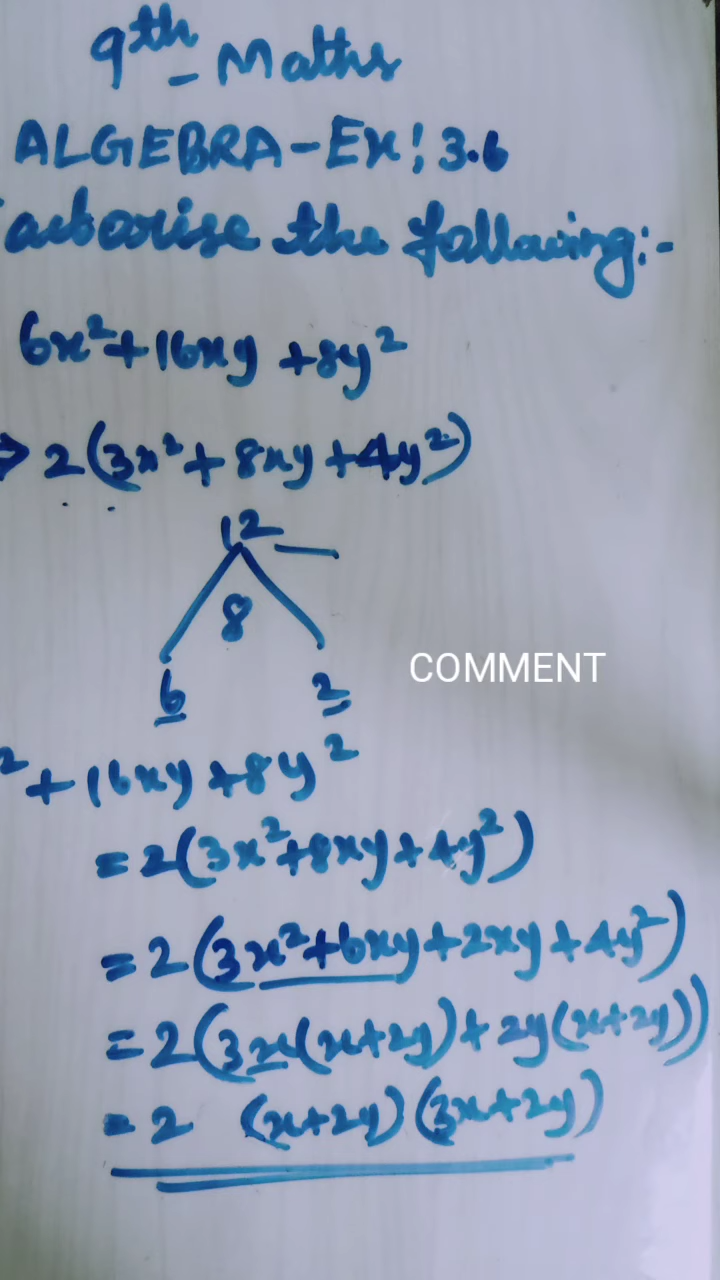 9th - Maths
ALGEBRA - Ex: 3.6
actorise the following:-
6x² + 16xy + 8y²
⇒ 2(3x² + 8xy + 4y²)
12
8
6 2
COMMENT
² + 16xy + 8y²
= 2(3x² + 8xy + 4y²)
= 2(3x² + 6xy + 2xy + 4y²)
= 2(3x(x+2y) + 2y(x+2y))
= 2 (x+2y)(3x+2y)